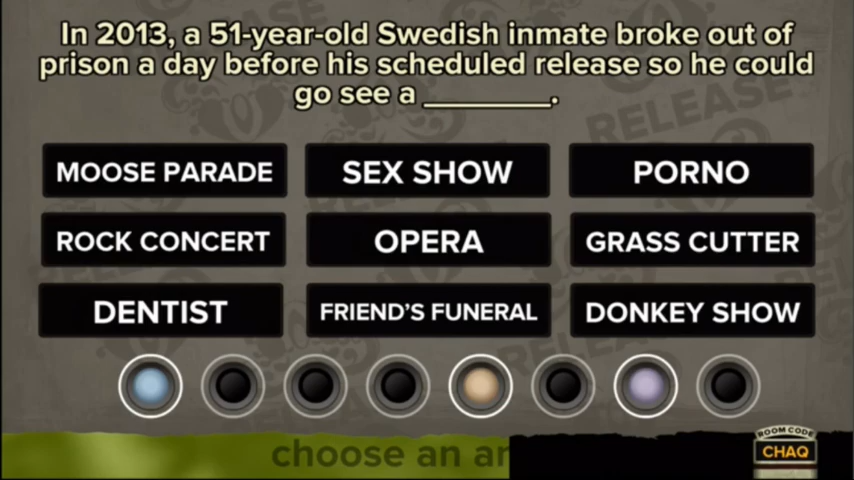 In 2013, a 51-year-old Swedish inmate broke out of
prison a day before his scheduled release so he could
go see a ________.
MOOSE PARADE
SEX SHOW
PORNO
ROCK CONCERT
OPERA
GRASS CUTTER
DENTIST
FRIEND'S FUNERAL
DONKEY SHOW
choose an an
ROOM CODE
CHAQ
RELEASE